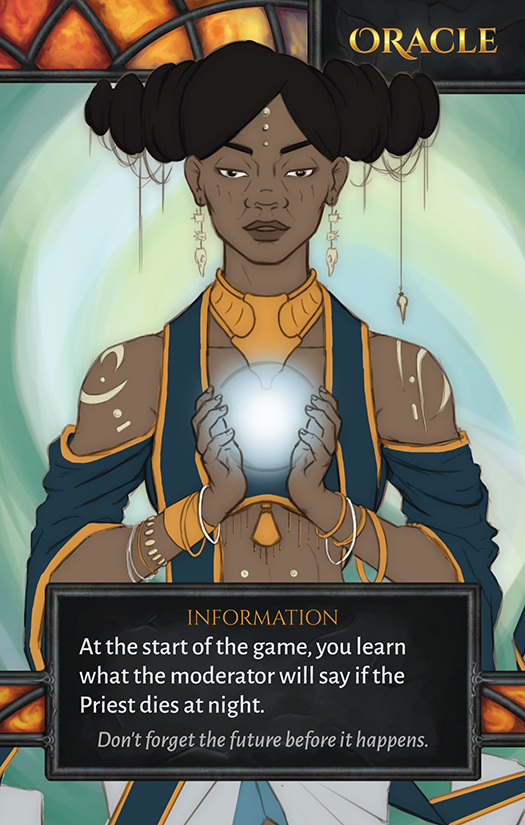 ORACLE
INFORMATION
At the start of the game, you learn
what the moderator will say if the
Priest dies at night.
Don't forget the future before it happens.